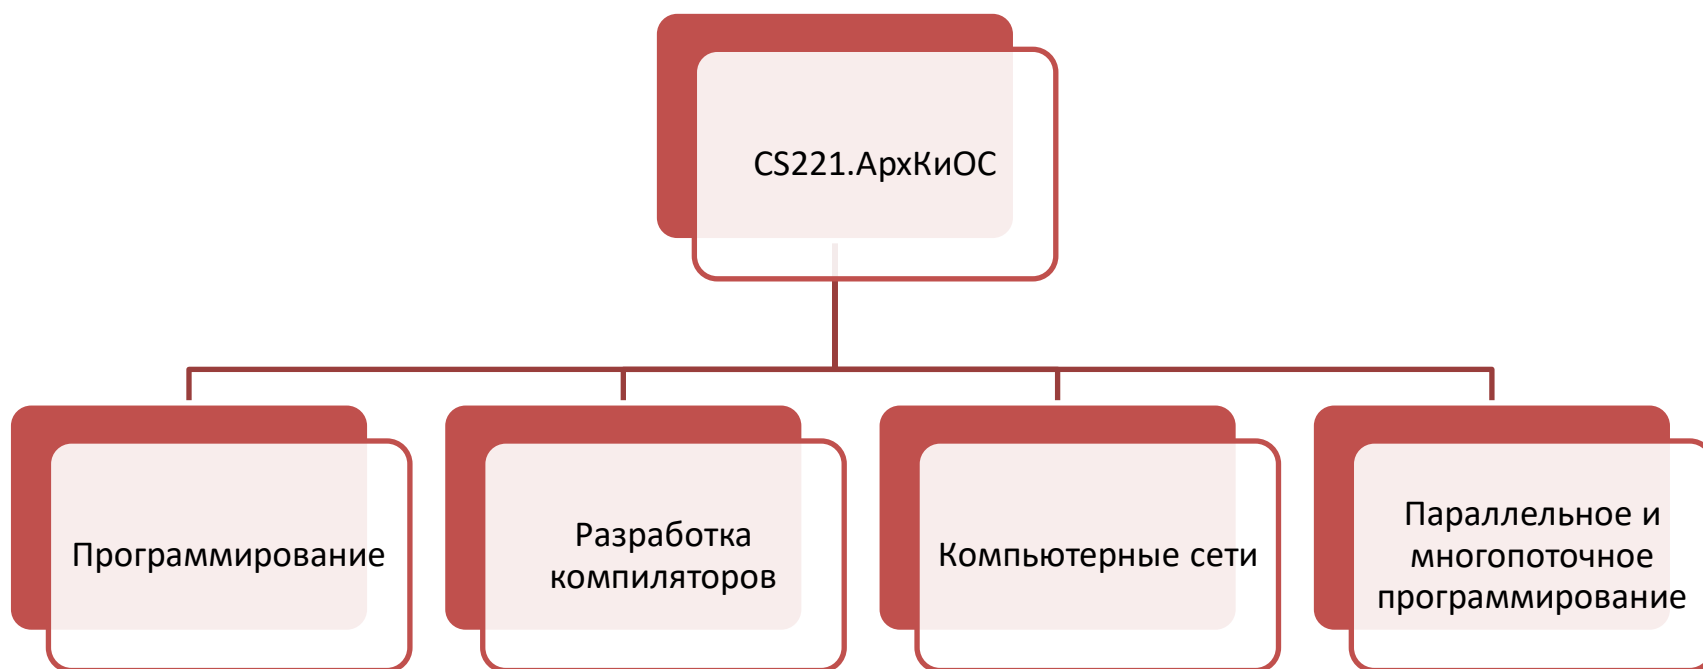 CS221.АрхКиОС
Программирование
Разработка
компиляторов
Компьютерные сети
Параллельное и
многопоточное
программирование